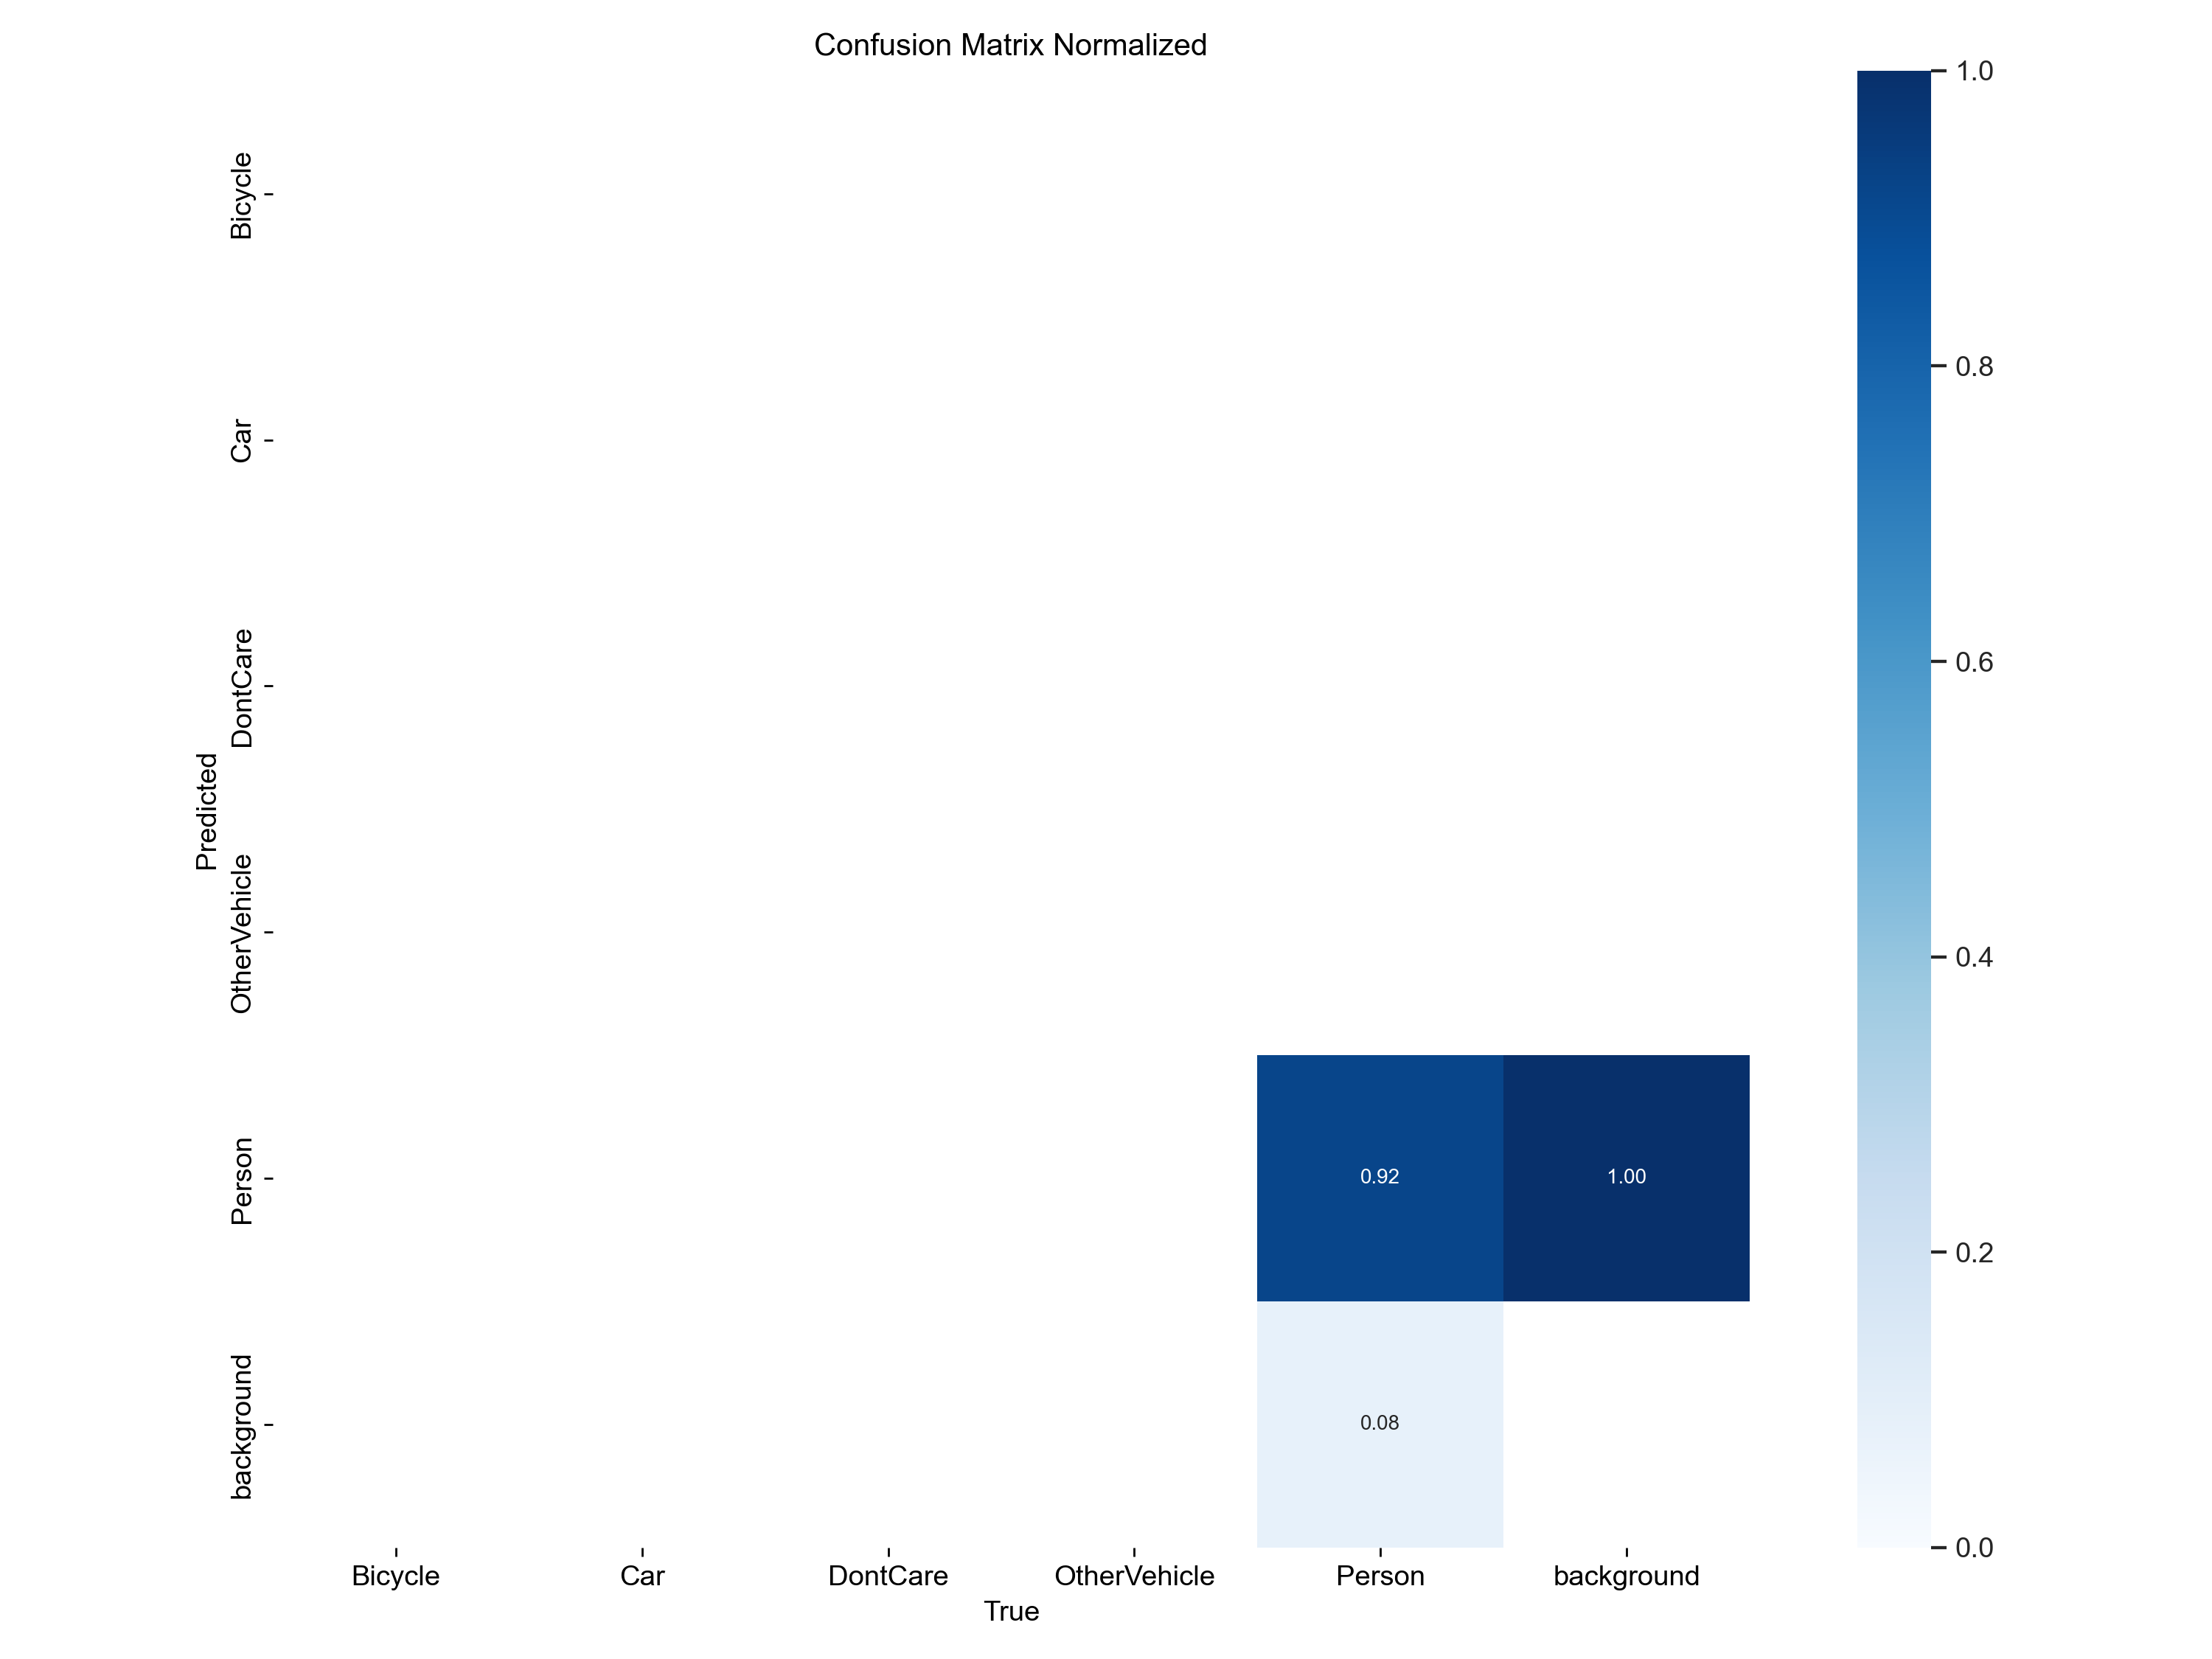 Confusion Matrix Normalized
1.0
0.8
0.6
0.4
0.2
0.0
Predicted
Bicycle
Car
DontCare
OtherVehicle
Person
background
0.92
1.00
0.08
Bicycle
Car
DontCare
OtherVehicle
Person
background
True